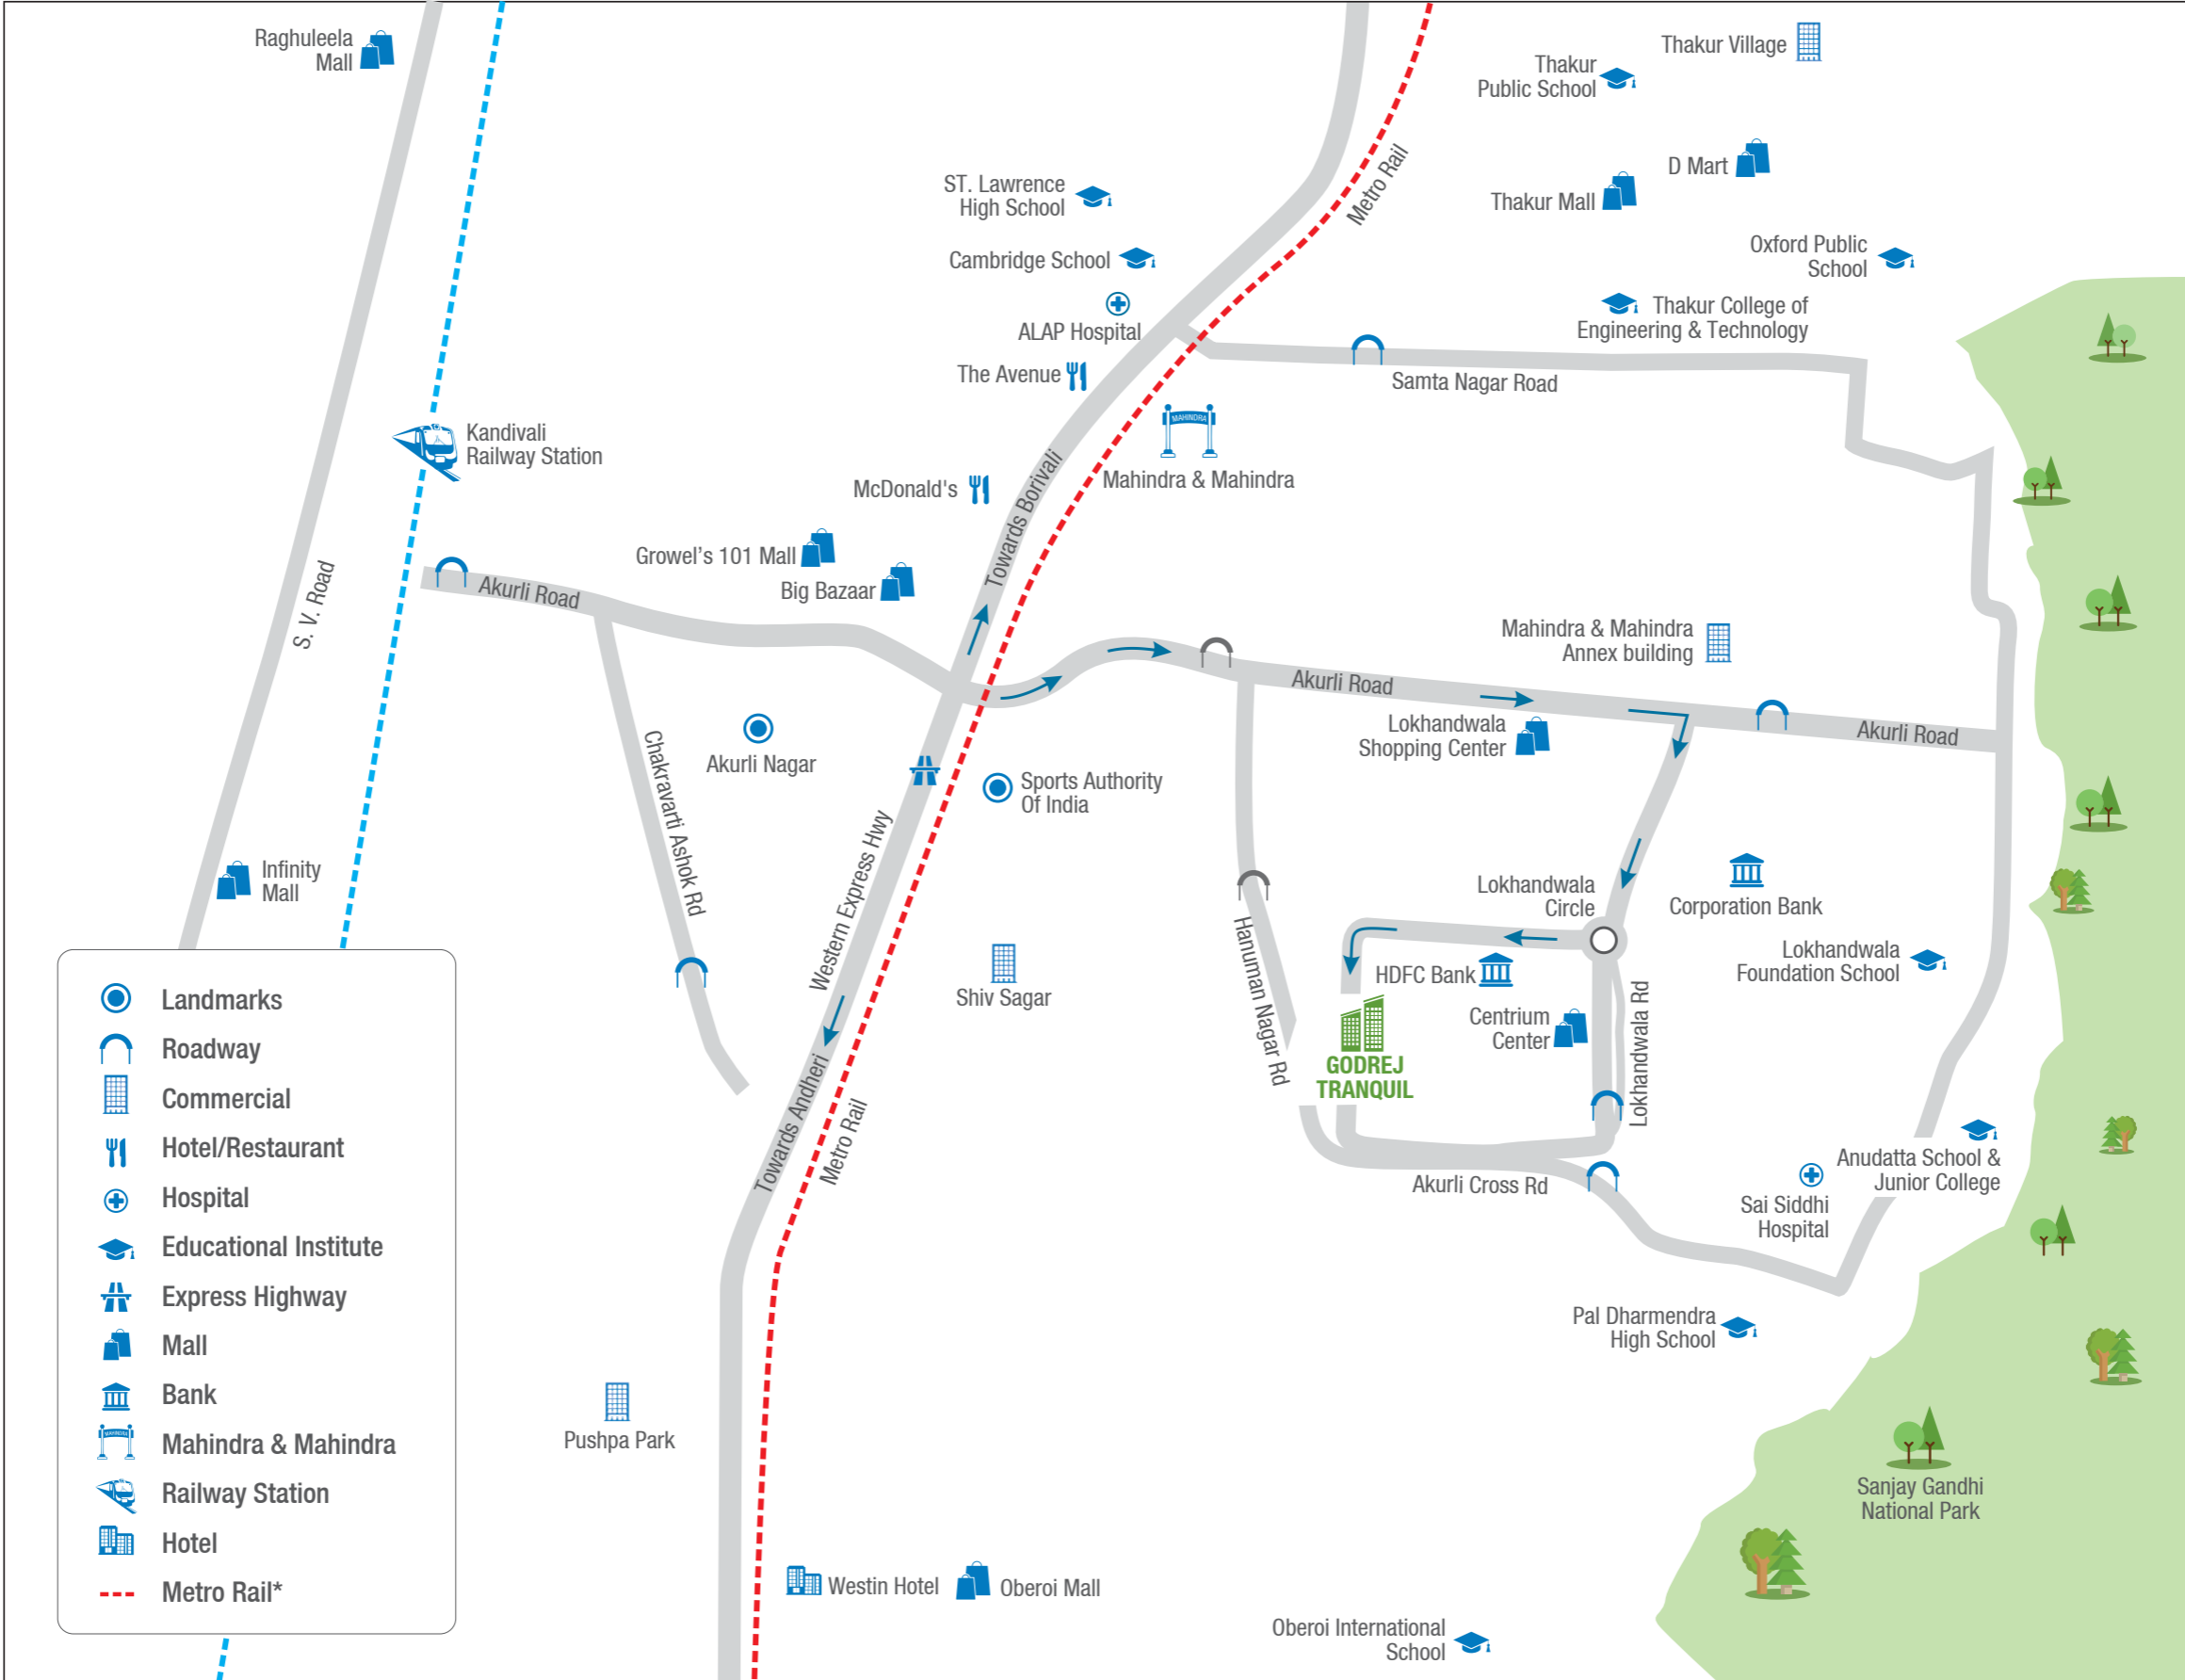 Raghuleela
Mall
Thakur Village
Thakur
Public School
D Mart
Thakur Mall
Metro Rail
ST. Lawrence
High School
Cambridge School
Oxford Public
School
ALAP Hospital
Thakur College of
Engineering & Technology
The Avenue
Samta Nagar Road
Kandivali
Railway Station
MAHINDRA
Mahindra & Mahindra
McDonald's
Towards Borivali
Growel's 101 Mall
Big Bazaar
S. V. Road
Akurli Road
Mahindra & Mahindra
Annex building
Akurli Road
Akurli Road
Lokhandwala
Shopping Center
Akurli Nagar
Chakravarti Ashok Rd
Sports Authority
Of India
Western Express Hwy
Infinity
Mall
Lokhandwala
Circle
Corporation Bank
Lokhandwala
Foundation School
Hanuman Nagar Rd
HDFC Bank
Shiv Sagar
Centrium
Center
Lokhandwala Rd
GODREJ
TRANQUIL
Towards Andheri
Metro Rail
Akurli Cross Rd
Anudatta School &
Junior College
Sai Siddhi
Hospital
Pal Dharmendra
High School
Pushpa Park
Sanjay Gandhi
National Park
Westin Hotel
Oberoi Mall
Oberoi International
School
Landmarks
Roadway
Commercial
Hotel/Restaurant
Hospital
Educational Institute
Express Highway
Mall
Bank
MAHINDRA
Mahindra & Mahindra
Railway Station
Hotel
Metro Rail*